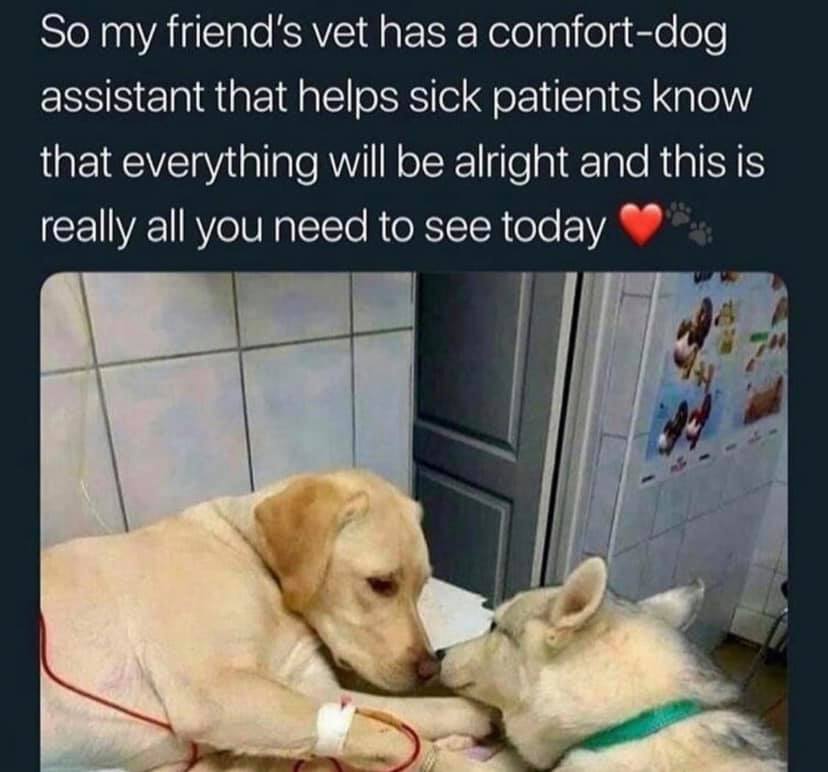 So my friend's vet has a comfort-dog
assistant that helps sick patients know
that everything will be alright and this is
really all you need to see today ❤️🐾